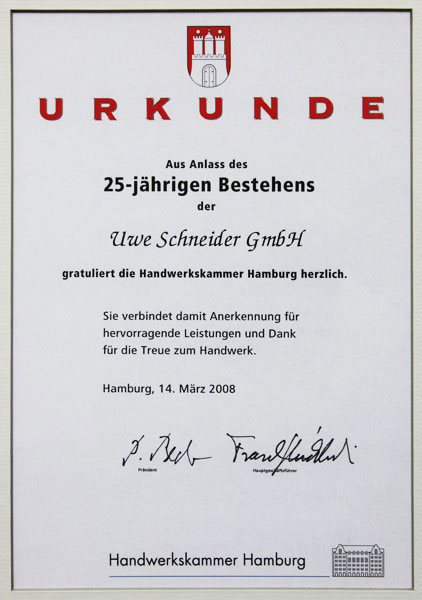 URKUNDE
Aus Anlass des
25-jährigen Bestehens
der
Uwe Schneider GmbH
gratuliert die Handwerkskammer Hamburg herzlich.
Sie verbindet damit Anerkennung für
hervorragende Leistungen und Dank
für die Treue zum Handwerk.
Hamburg, 14. März 2008
Präsident Hauptgeschäftsführer
Handwerkskammer Hamburg